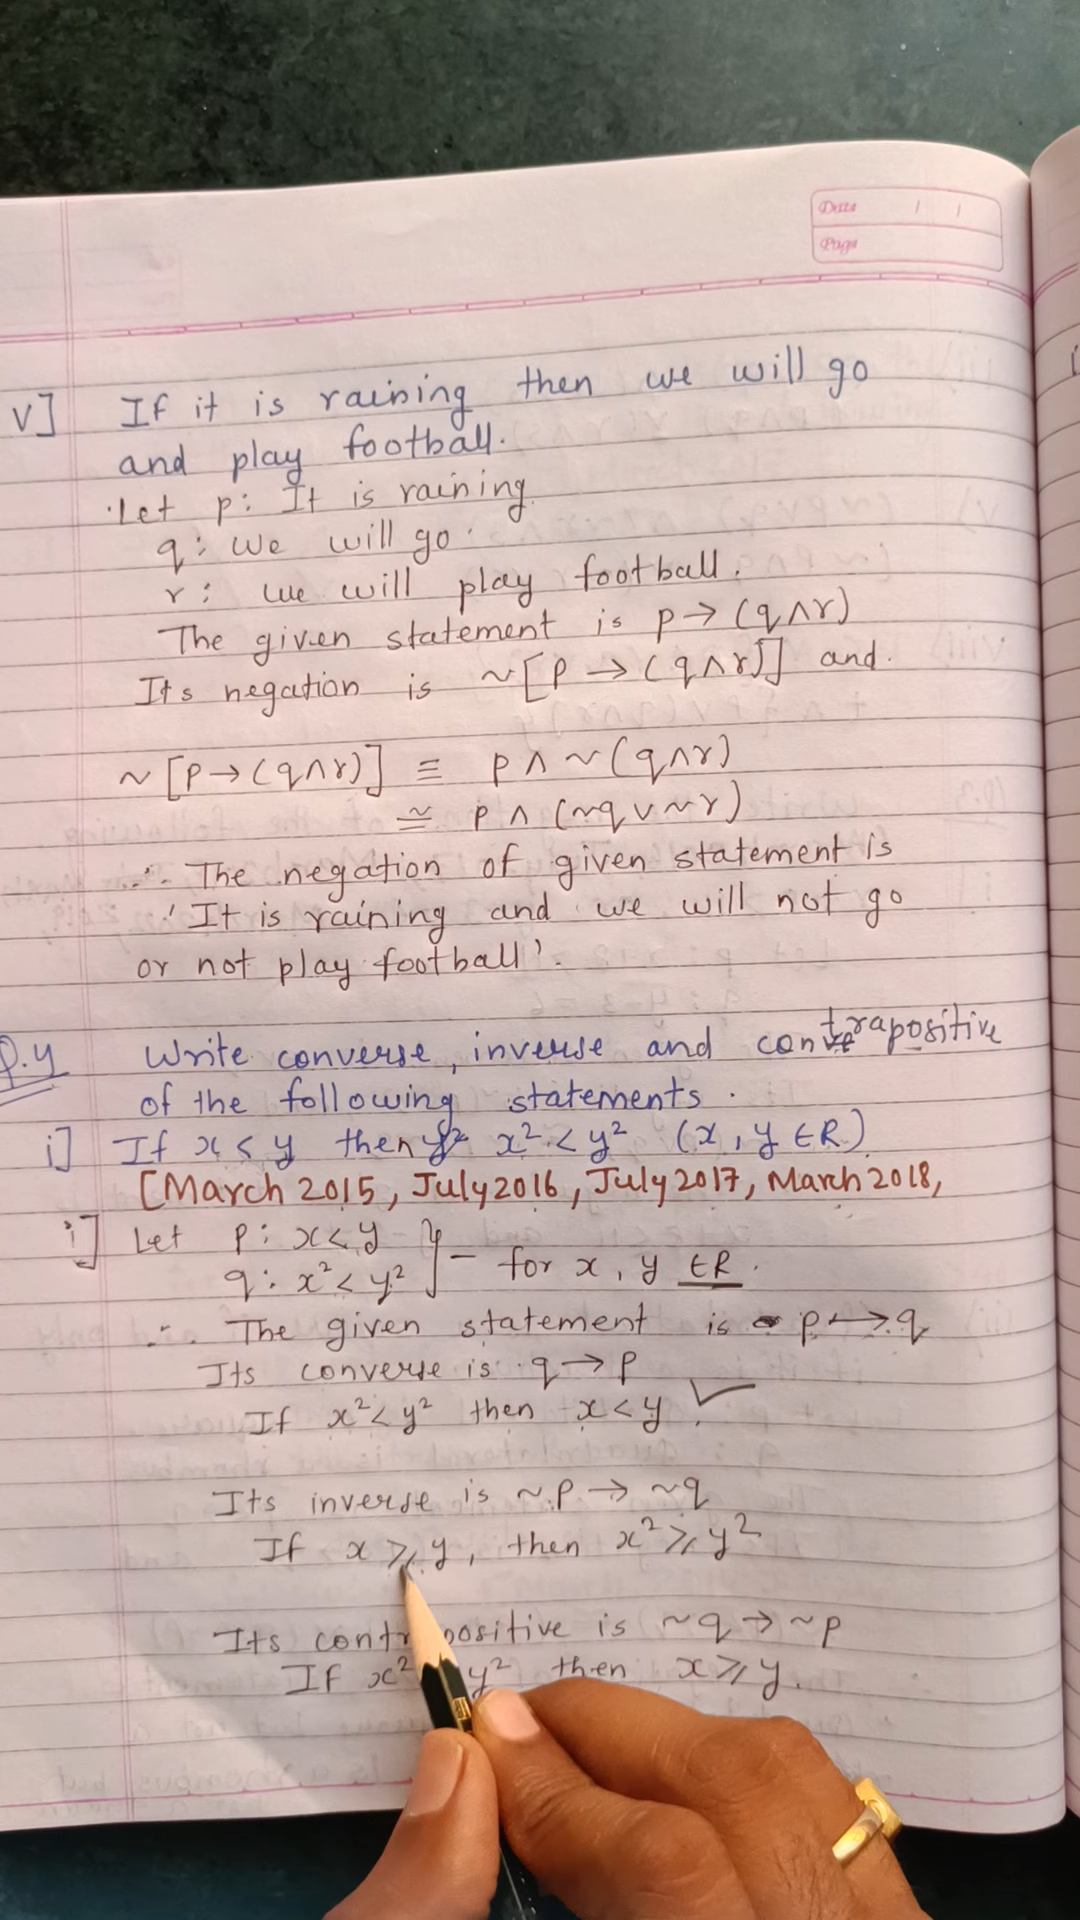 Date / /
Page
v] If it is raining then we will go
and play football.
Let p: It is raining.
q: We will go.
r: we will play football.
The given statement is p → (q∧r)
Its negation is ~[p → (q∧r)] and.
~[p→(q∧r)] ≡ p∧~(q∧r)
≅ p∧(~q∨~r)
∴ The negation of given statement is
'It is raining and we will not go
or not play football'.
Q.4 Write converse, inverse and contrapositive
of the following statements.
i] If x < y then x² < y² (x, y ∈R)
[March 2015, July 2016, July 2017, March 2018,
i] Let p: x < y
q: x² < y² } – for x, y ∈R.
∴ The given statement is p → q
Its converse is q → p
If x² < y² then x < y.
Its inverse is ~p → ~q
If x ⩾ y, then x² ⩾ y²
Its contrapositive is ~q → ~p
If x² y² then x ⩾ y.